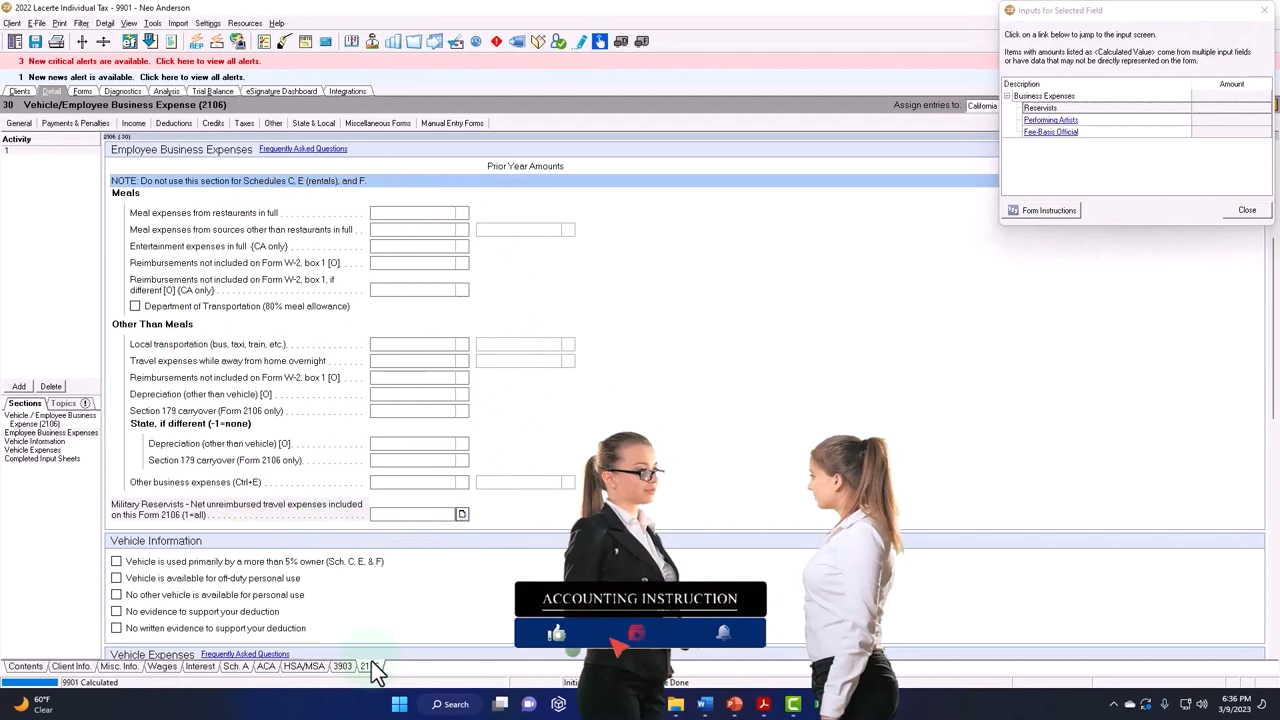 2022 Lacerte Individual Tax - 9901 - Neo Anderson
Client E-File Print Filter Detail View Tools Import Settings Resources Help
3 New critical alerts are available. Click here to view all alerts.
1 New news alert is available. Click here to view all alerts.
Clients Detail Forms Diagnostics Analysis Trial Balance eSignature Dashboard Integrations
30 Vehicle/Employee Business Expense (2106) Assign entries to: California
General Payments & Penalties Income Deductions Credits Taxes Other State & Local Miscellaneous Forms Manual Entry Forms
Activity
1
Add Delete
Sections Topics
Vehicle / Employee Business
Expense (2106)
Employee Business Expenses
Vehicle Information
Vehicle Expenses
Completed Input Sheets
2106 (30)
Employee Business Expenses Frequently Asked Questions
Prior Year Amounts
NOTE: Do not use this section for Schedules C, E (rentals), and F.
Meals
Meal expenses from restaurants in full
Meal expenses from sources other than restaurants in full
Entertainment expenses in full {CA only}
Reimbursements not included on Form W-2, box 1 [O]
Reimbursements not included on Form W-2, box 1, if
different [O] {CA only}
Department of Transportation (80% meal allowance)
Other Than Meals
Local transportation (bus, taxi, train, etc.)
Travel expenses while away from home overnight
Reimbursements not included on Form W-2, box 1 [O]
Depreciation (other than vehicle) [O]
Section 179 carryover (Form 2106 only)
State, if different (-1=none)
Depreciation (other than vehicle) [O]
Section 179 carryover (Form 2106 only)
Other business expenses (Ctrl+E)
Military Reservists - Net unreimbursed travel expenses included
on this Form 2106 (1=all)
Vehicle Information
Vehicle is used primarily by a more than 5% owner (Sch. C, E, & F)
Vehicle is available for off-duty personal use
No other vehicle is available for personal use
No evidence to support your deduction
No written evidence to support your deduction
Vehicle Expenses Frequently Asked Questions
Contents Client Info. Misc. Info. Wages Interest Sch. A ACA HSA/MSA 3903
9901 Calculated
Inputs for Selected Field
Click on a link to jump to the input screen.
Items with amounts listed as <Calculated Value> come from multiple input fields
or have data that may not be directly represented on the form.
Description Amount
Business Expenses
Reservists
Performing Artists
Fee-Basis Official
Form Instructions Close
ACCOUNTING INSTRUCTION
60°F
Clear
Search
6:36 PM
3/9/2023